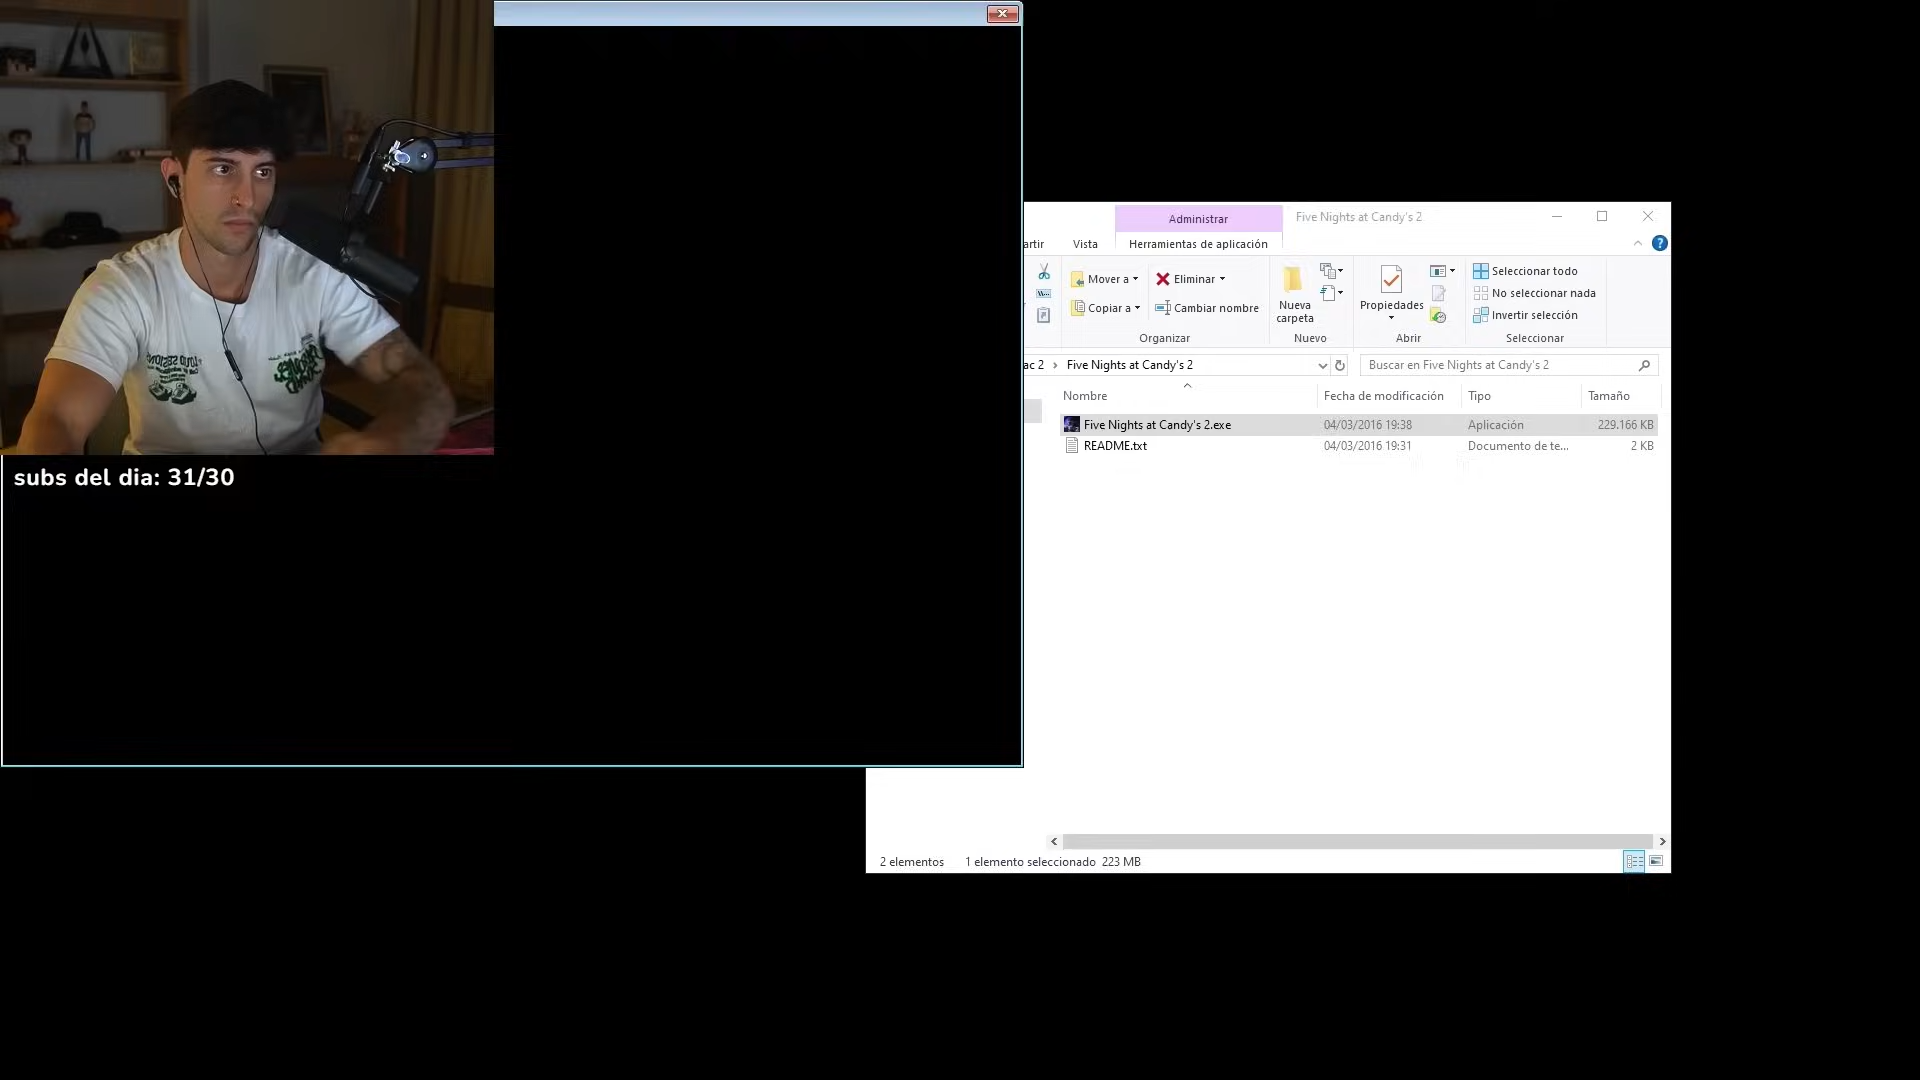 subs del dia: 31/30
Administrar
Five Nights at Candy's 2
artir
Vista
Herramientas de aplicación
Mover a
Copiar a
Eliminar
Cambiar nombre
Organizar
Nueva
carpeta
Nuevo
Propiedades
Abrir
Seleccionar todo
No seleccionar nada
Invertir selección
Seleccionar
ac 2 > Five Nights at Candy's 2
Buscar en Five Nights at Candy's 2
Nombre Fecha de modificación Tipo Tamaño
Five Nights at Candy's 2.exe 04/03/2016 19:38 Aplicación 229.166 KB
README.txt 04/03/2016 19:31 Documento de te... 2 KB
2 elementos 1 elemento seleccionado 223 MB